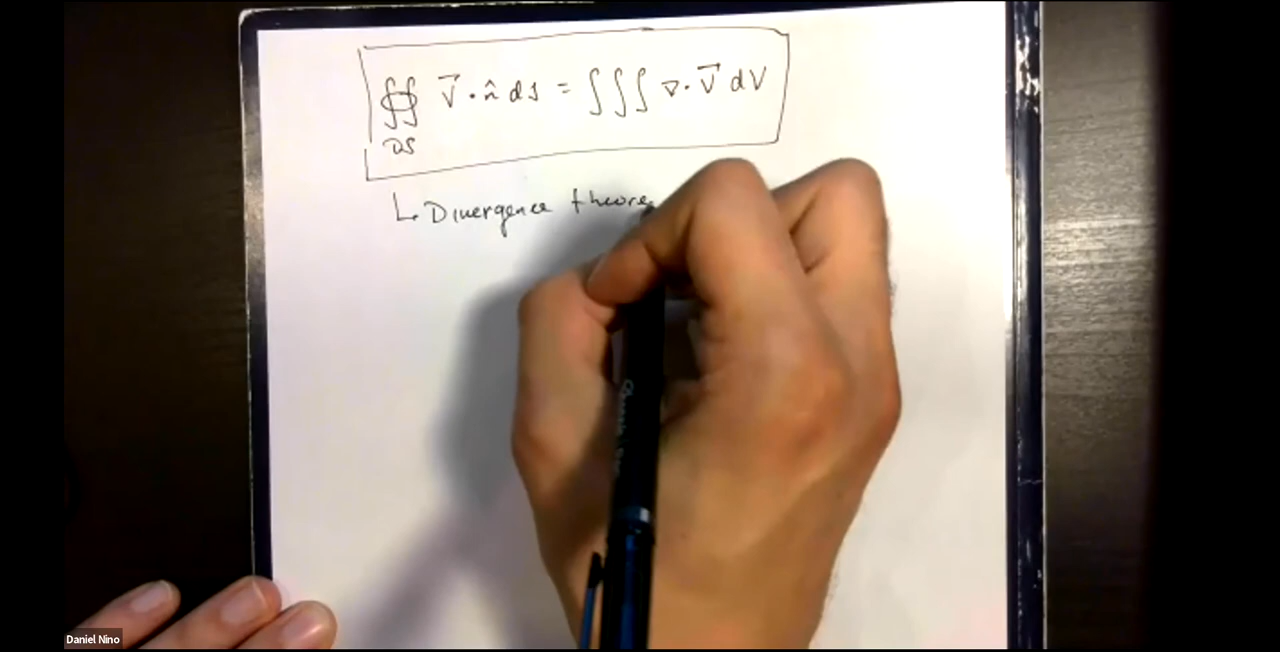 ∯ V⃗ · n̂ ds = ∫∫∫ ∇ · V⃗ dV
∂S
↳ Divergence theore
Daniel Nino